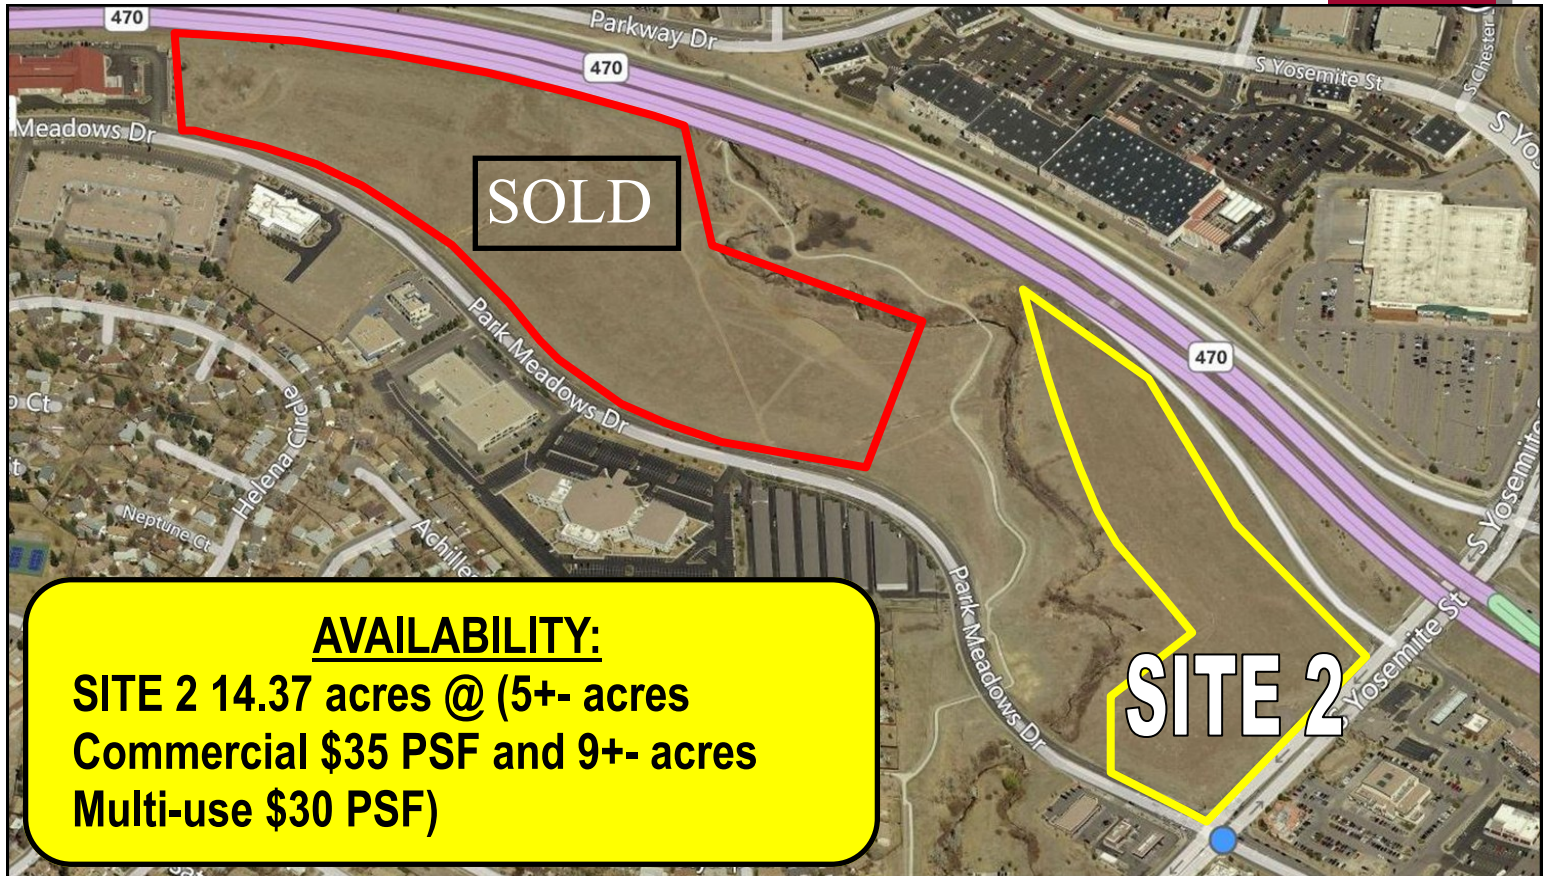 470
Parkway Dr
470
S Yosemite St
S Chester
S Yos
Meadows Dr
SOLD
Park Meadows Dr
470
Ct
Helena Circle
Neptune Ct
Achilles
S Yosemite
S Yosemite St
Park Meadows Dr
SITE 2
AVAILABILITY:
SITE 2 14.37 acres @ (5+- acres
Commercial $35 PSF and 9+- acres
Multi-use $30 PSF)